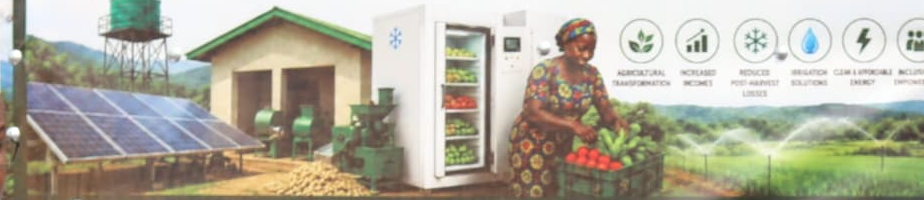 AGRICULTURAL
TRANSFORMATION
INCREASED
INCOMES
REDUCED
POST-HARVEST
LOSSES
IRRIGATION
SOLUTIONS
CLEAN & AFFORDABLE
ENERGY